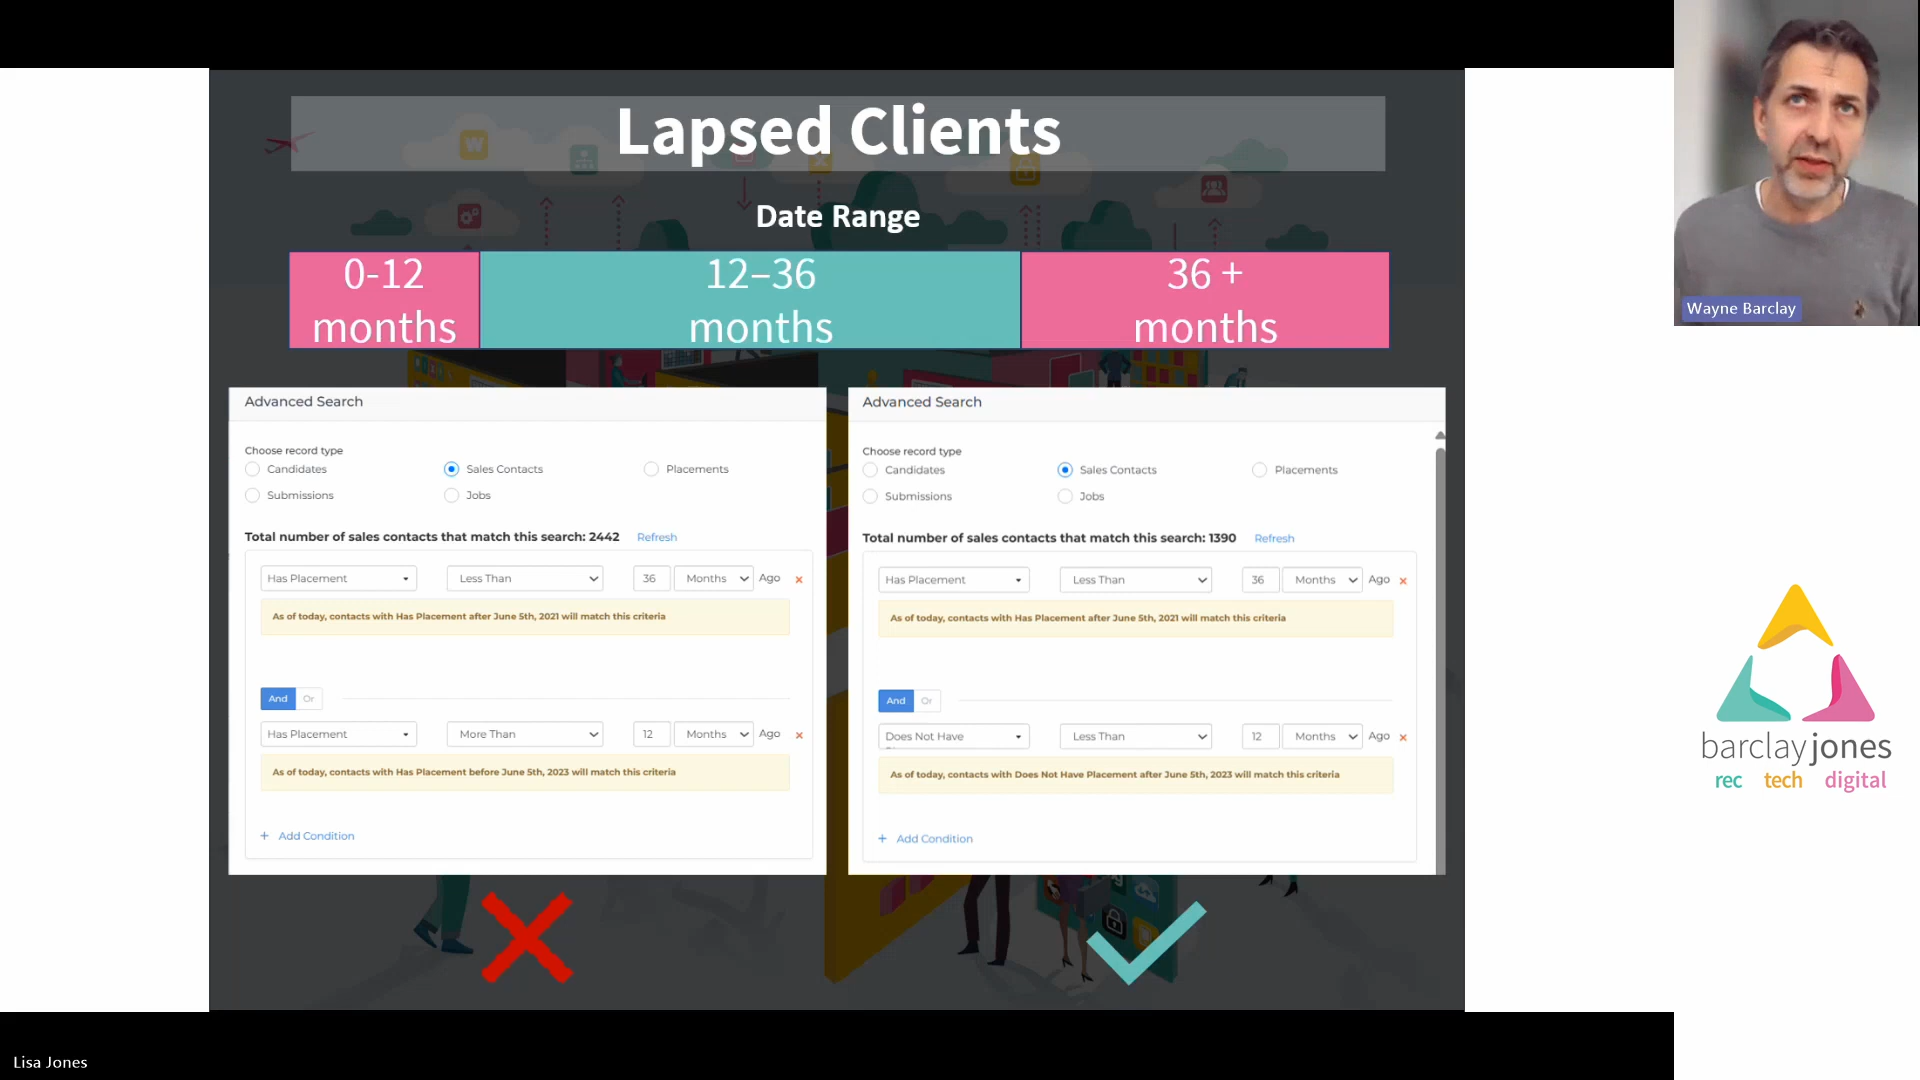 Lapsed Clients
Date Range
0-12
months
12–36
months
36 +
months
Advanced Search
Choose record type
Candidates
Sales Contacts
Placements
Submissions
Jobs
Total number of sales contacts that match this search: 2442 Refresh
Has Placement Less Than 36 Months Ago ×
As of today, contacts with Has Placement after June 5th, 2021 will match this criteria
And Or
Has Placement More Than 12 Months Ago ×
As of today, contacts with Has Placement before June 5th, 2023 will match this criteria
+ Add Condition
Advanced Search
Choose record type
Candidates
Sales Contacts
Placements
Submissions
Jobs
Total number of sales contacts that match this search: 1390 Refresh
Has Placement Less Than 36 Months Ago ×
As of today, contacts with Has Placement after June 5th, 2021 will match this criteria
And Or
Does Not Have Less Than 12 Months Ago ×
As of today, contacts with Does Not Have Placement after June 5th, 2023 will match this criteria
+ Add Condition
Wayne Barclay
barclayjones
rec tech digital
Lisa Jones